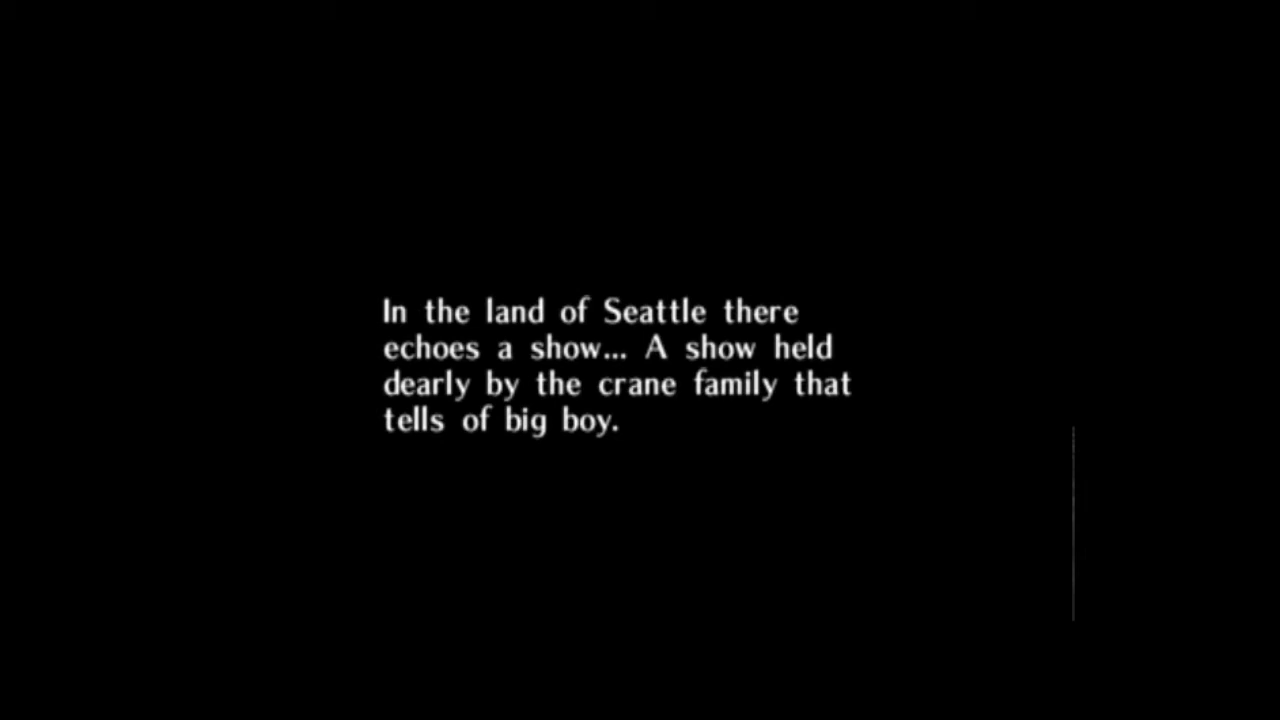 In the land of Seattle there
echoes a show... A show held
dearly by the crane family that
tells of big boy.